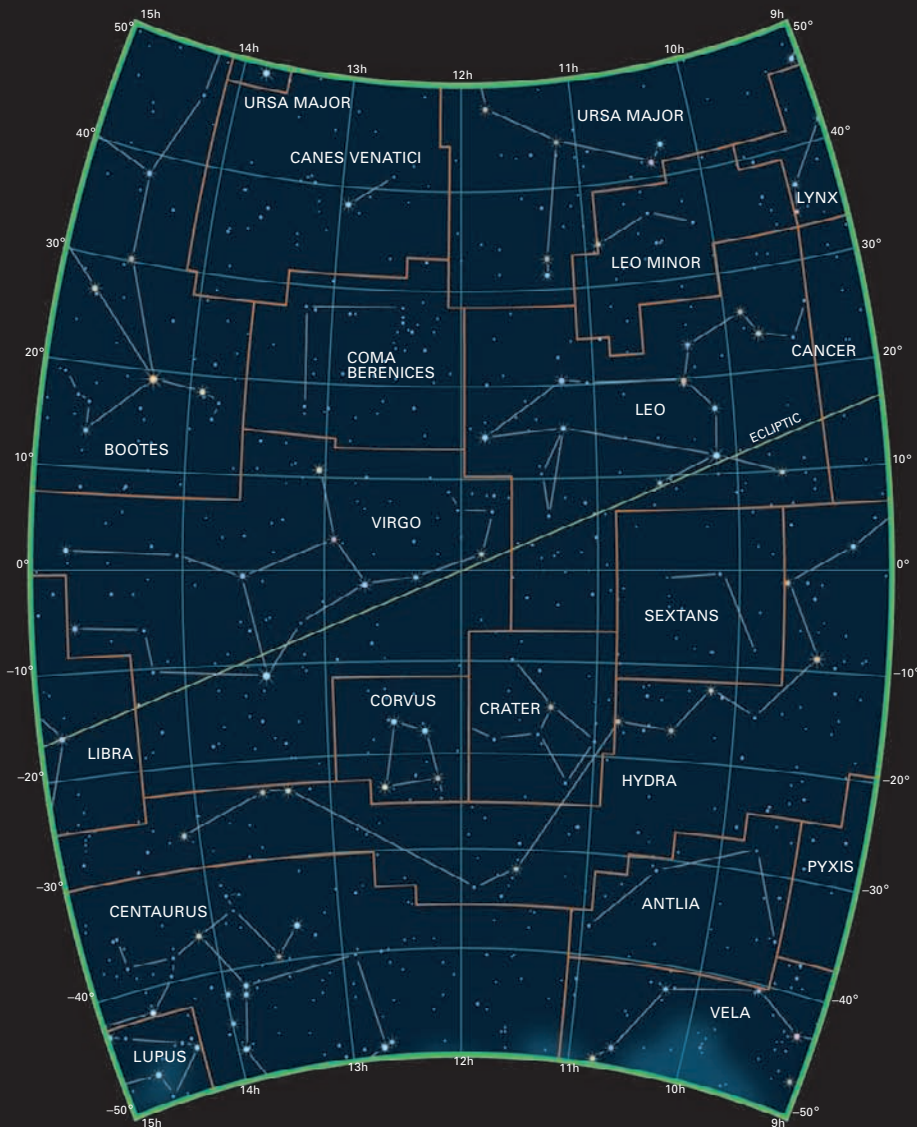 15h
9h
50°
50°
14h
10h
13h
11h
12h
URSA MAJOR
URSA MAJOR
40°
40°
CANES VENATICI
LYNX
30°
30°
LEO MINOR
20°
CANCER
20°
COMA
BERENICES
LEO
ECLIPTIC
BOOTES
10°
10°
VIRGO
0°
0°
SEXTANS
–10°
–10°
CORVUS
CRATER
LIBRA
–20°
HYDRA
–20°
PYXIS
–30°
–30°
CENTAURUS
ANTLIA
–40°
–40°
VELA
LUPUS
12h
13h
11h
14h
10h
–50°
–50°
15h
9h